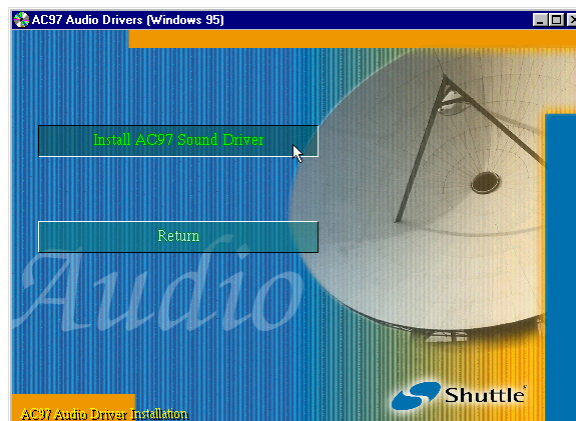 AC97 Audio Drivers (Windows 95)
Install AC97 Sound Driver
Return
Audio
Shuttle
AC97 Audio Driver Installation